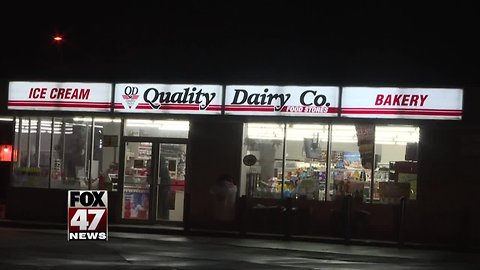 ICE CREAM
QD Quality Dairy Co.
FOOD STORES
BAKERY
FOX
47
NEWS